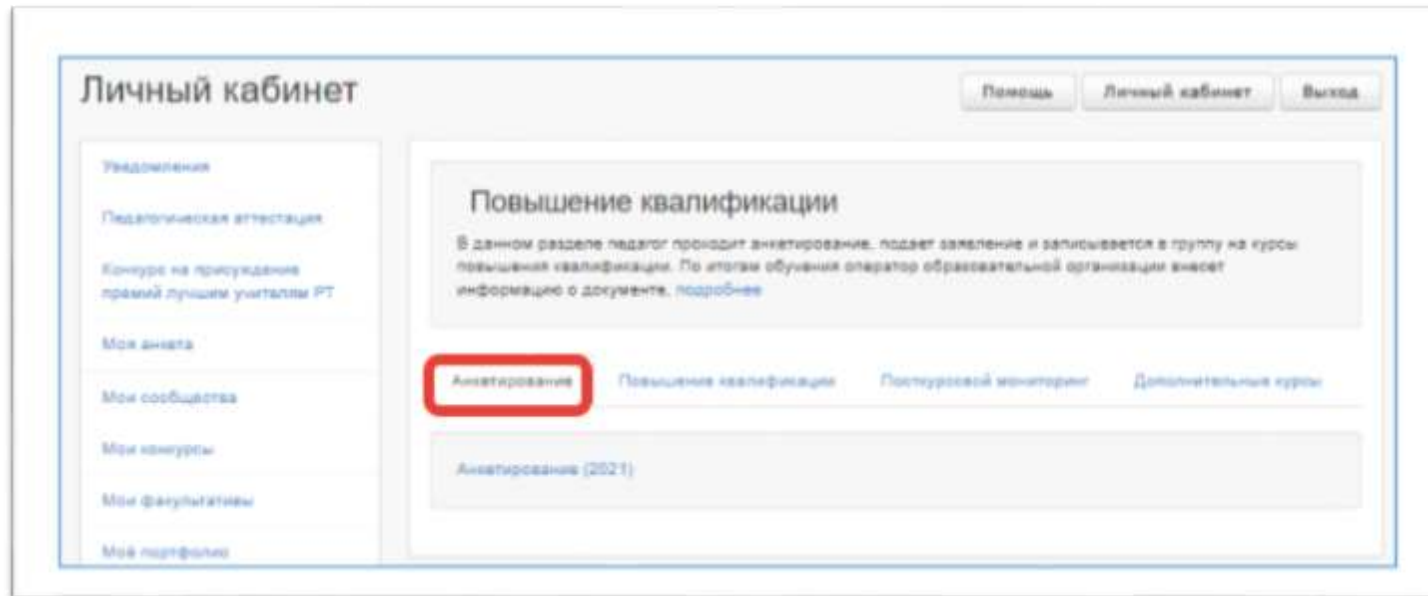 Личный кабинет
Помощь
Личный кабинет
Выход
Уведомления
Педагогическая аттестация
Конкурс на присуждение
премий лучшим учителям РТ
Моя анкета
Мои сообщества
Мои конкурсы
Мои факультативы
Моё портфолио
Повышение квалификации
В данном разделе педагог проходит анкетирование, подает заявление и записывается в группу на курсы
повышения квалификации. По итогам обучения оператор образовательной организации внесет
информацию о документе, подробнее
Анкетирование
Повышение квалификации
Посткурсовой мониторинг
Дополнительные курсы
Анкетирование (2021)